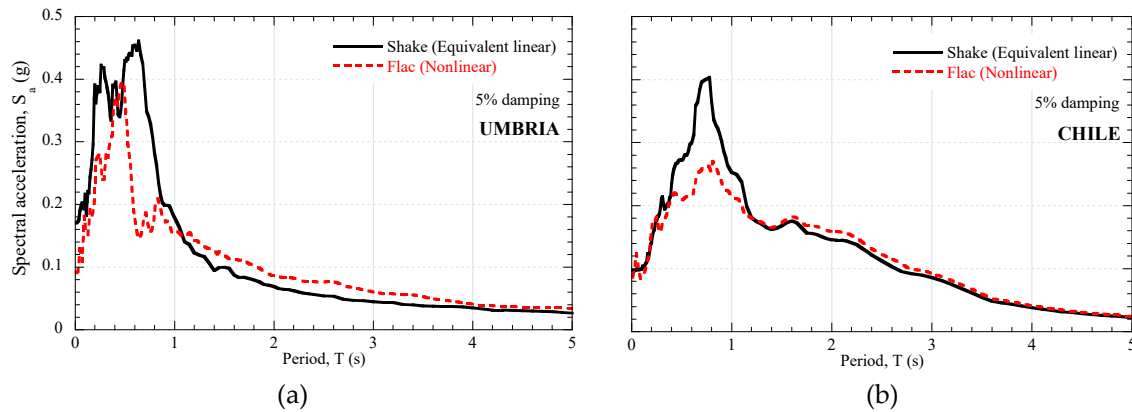 Spectral acceleration, Sa (g)
0.5
0.4
0.3
0.2
0.1
0
Shake (Equivalent linear)
Flac (Nonlinear)
5% damping
UMBRIA
0 1 2 3 4 5
Period, T (s)
(a)
Shake (Equivalent linear)
Flac (Nonlinear)
5% damping
CHILE
0 1 2 3 4 5
Period, T (s)
(b)